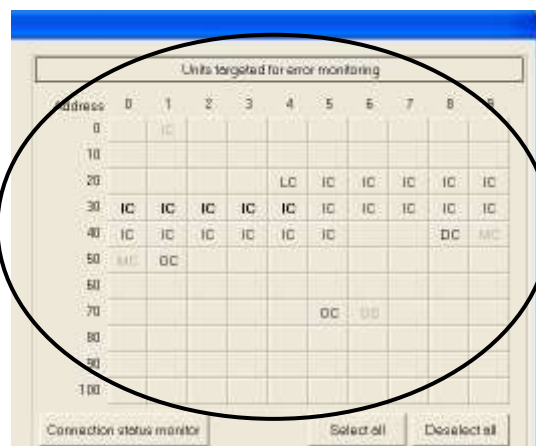 Units targeted for error monitoring
Address 0 1 2 3 4 5 6 7 8 9
0 IC
10
20 LC IC IC IC IC IC
30 IC IC IC IC IC IC IC IC IC IC
40 IC IC IC IC IC IC DC MC
50 MC OC
60
70 OC
80
90
100
Connection status monitor Select all Deselect all